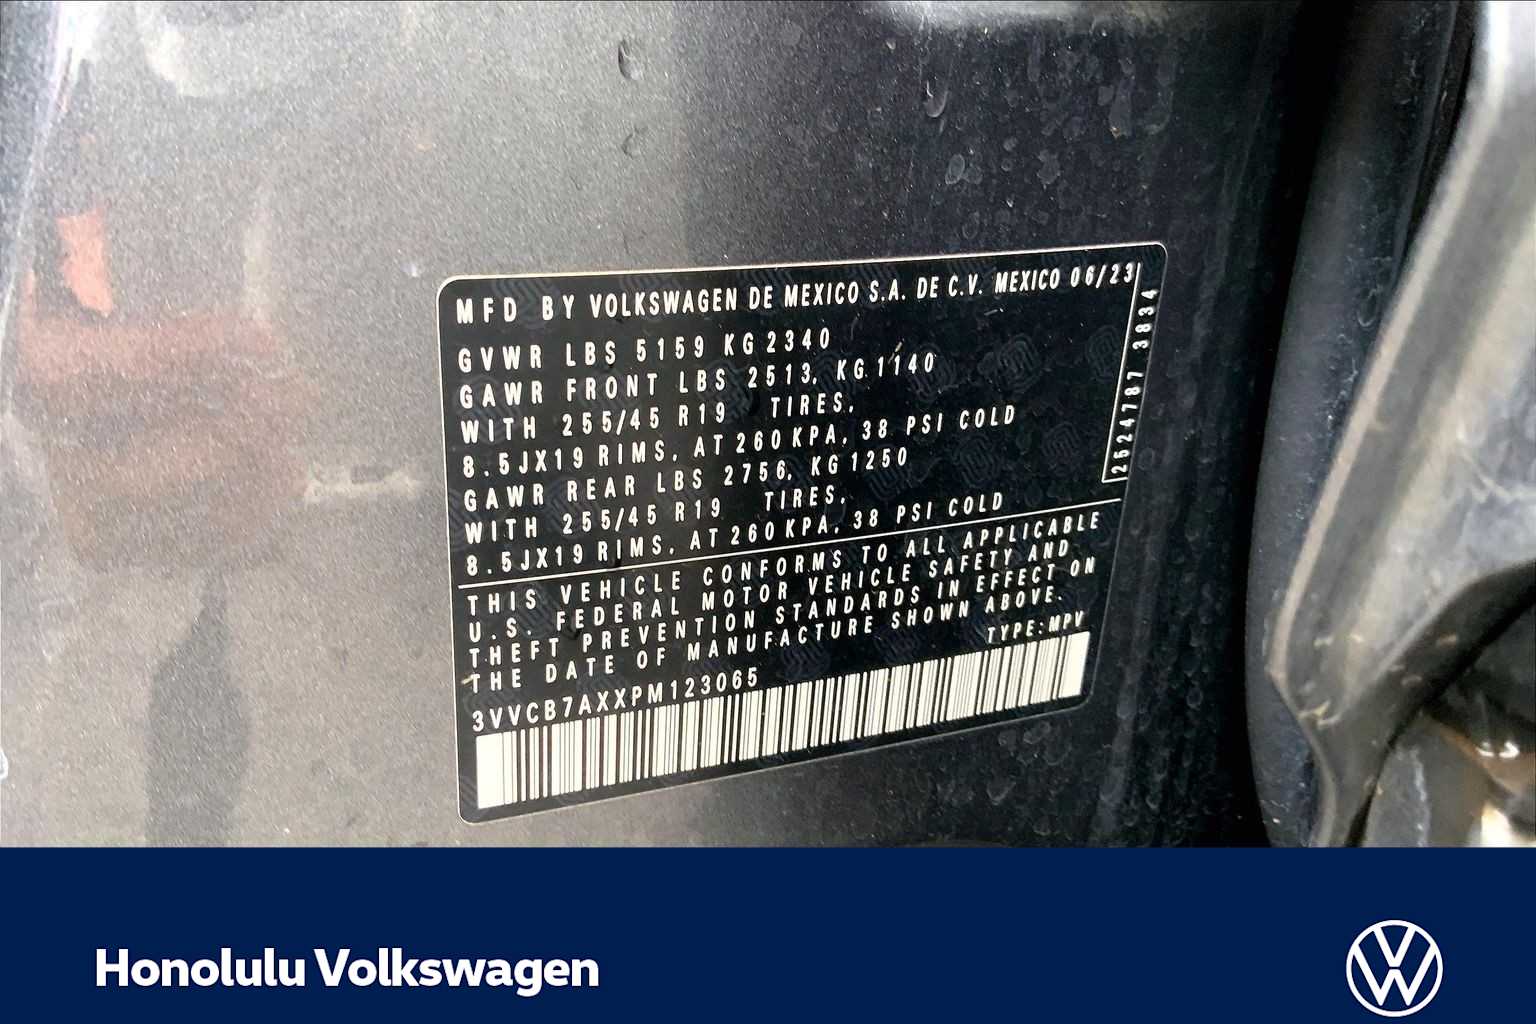 MFD BY VOLKSWAGEN DE MEXICO S.A. DE C.V. MEXICO 06/23
GVWR LBS 5159 KG 2340
GAWR FRONT LBS 2513, KG 1140
WITH 255/45 R19 TIRES,
8.5JX19 RIMS, AT 260 KPA, 38 PSI COLD
GAWR REAR LBS 2756, KG 1250
WITH 255/45 R19 TIRES,
8.5JX19 RIMS, AT 260 KPA, 38 PSI COLD
2524787 3834
THIS VEHICLE CONFORMS TO ALL APPLICABLE
U.S. FEDERAL MOTOR VEHICLE SAFETY AND
THEFT PREVENTION STANDARDS IN EFFECT ON
THE DATE OF MANUFACTURE SHOWN ABOVE.
TYPE:MPV
3VVCB7AXXPM123065
Honolulu Volkswagen